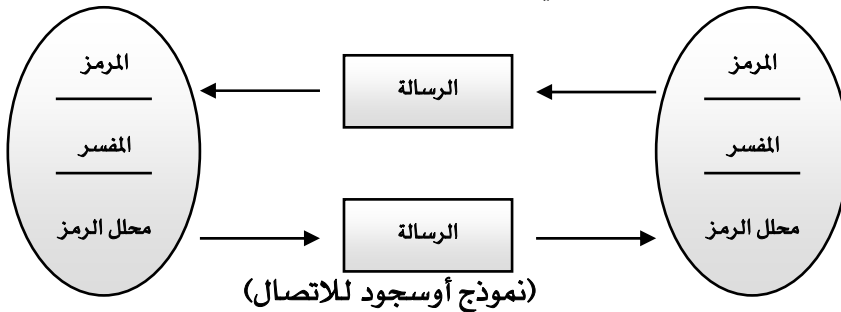 المرمز
الرسالة
المرمز
المفسر
المفسر
محلل الرمز
الرسالة
محلل الرمز
(نموذج أوسجود للاتصال)